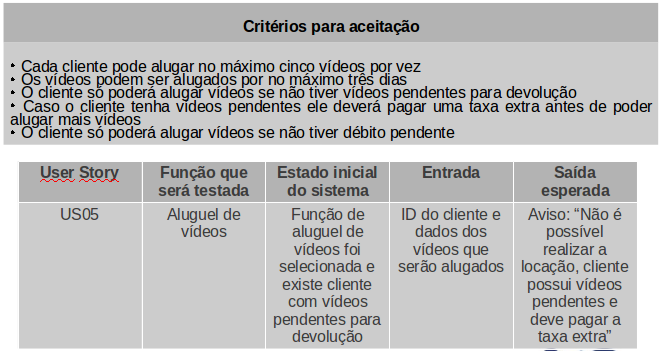 Critérios para aceitação
• Cada cliente pode alugar no máximo cinco vídeos por vez
• Os vídeos podem ser alugados por no máximo três dias
• O cliente só poderá alugar vídeos se não tiver vídeos pendentes para devolução
• Caso o cliente tenha vídeos pendentes ele deverá pagar uma taxa extra antes de poder
alugar mais vídeos
• O cliente só poderá alugar vídeos se não tiver débito pendente
User Story
Função que
será testada
Estado inicial
do sistema
Entrada
Saída
esperada
US05
Aluguel de
vídeos
Função de
aluguel de
vídeos foi
selecionada e
existe cliente
com vídeos
pendentes para
devolução
ID do cliente e
dados dos
vídeos que
serão alugados
Aviso: “Não é
possível
realizar a
locação, cliente
possui vídeos
pendentes e
deve pagar a
taxa extra”